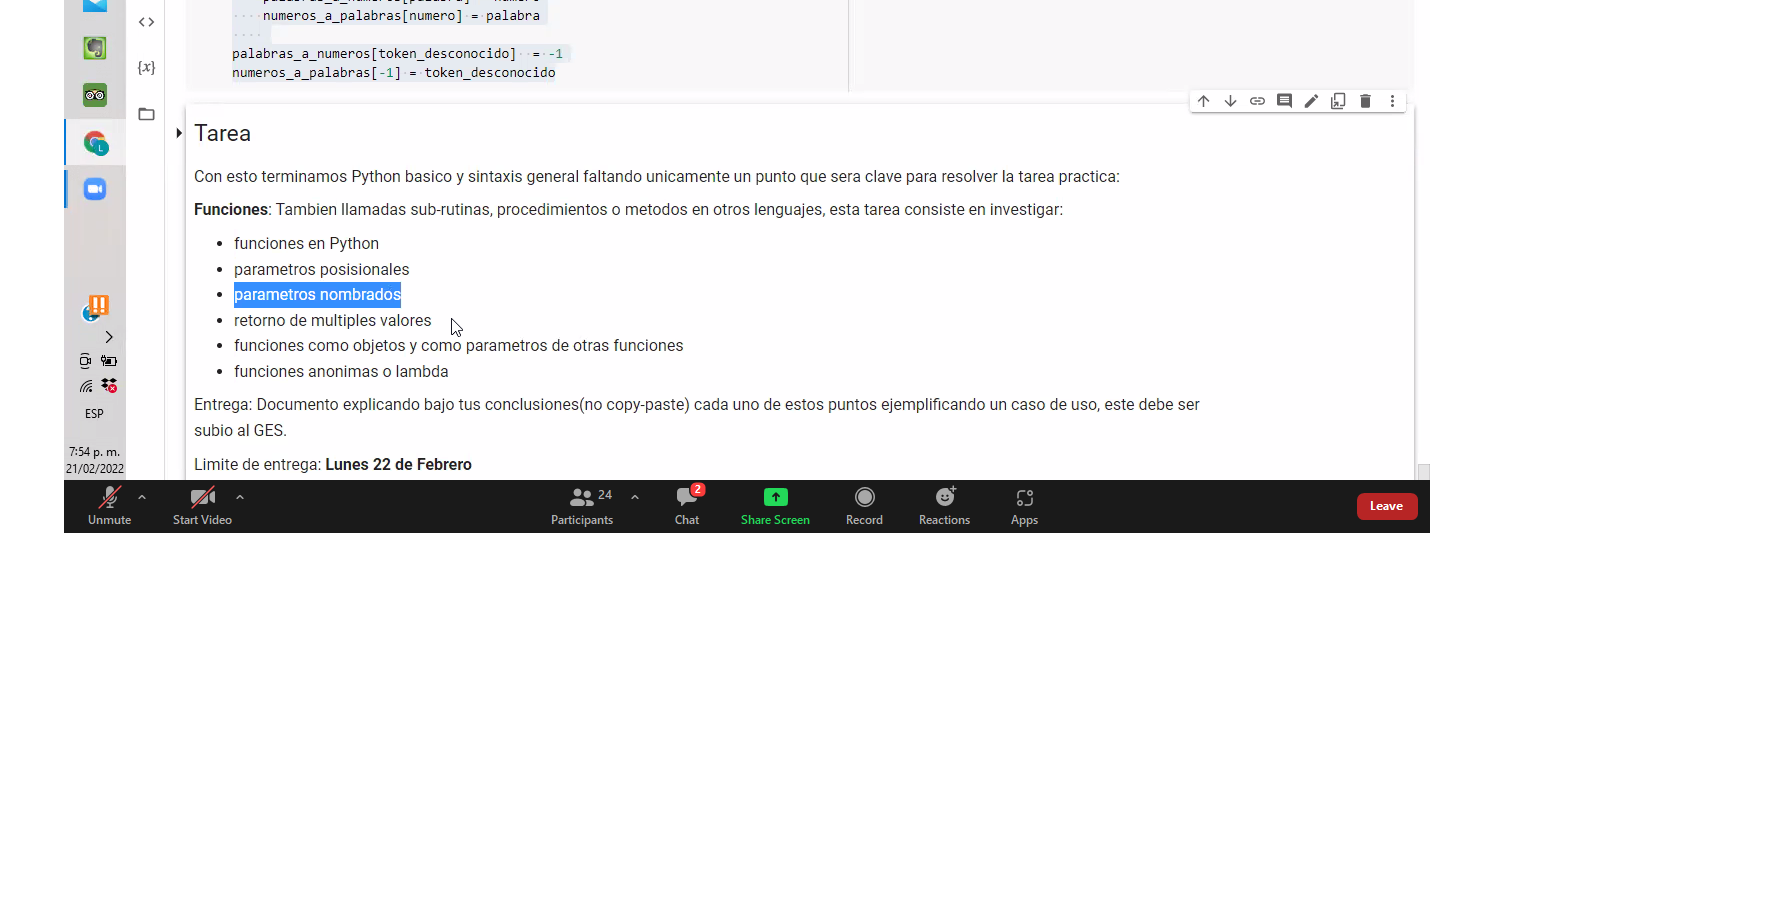 numeros_a_palabras[numero] = palabra
palabras_a_numeros[token_desconocido]  = -1
numeros_a_palabras[-1] = token_desconocido
Tarea
Con esto terminamos Python basico y sintaxis general faltando unicamente un punto que sera clave para resolver la tarea practica:
Funciones: Tambien llamadas sub-rutinas, procedimientos o metodos en otros lenguajes, esta tarea consiste en investigar:
• funciones en Python
• parametros posisionales
• parametros nombrados
• retorno de multiples valores
• funciones como objetos y como parametros de otras funciones
• funciones anonimas o lambda
Entrega: Documento explicando bajo tus conclusiones(no copy-paste) cada uno de estos puntos ejemplificando un caso de uso, este debe ser
subio al GES.
Limite de entrega: Lunes 22 de Febrero
{x}
L
ESP
7:54 p. m.
21/02/2022
24
2
Unmute
Start Video
Participants
Chat
Share Screen
Record
Reactions
Apps
Leave